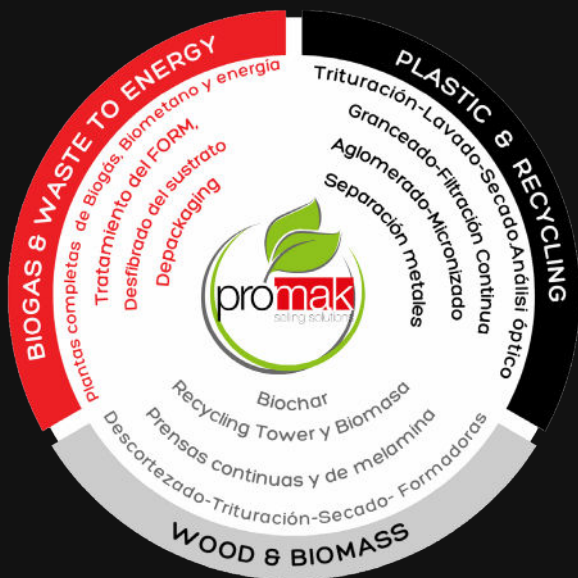 BIOGAS & WASTE TO ENERGY
Plantas completas de Biogás, Biometano y energía
Tratamiento del FORM,
Desfibrado del sustrato
Depackaging
PLASTIC & RECYCLING
Trituración-Lavado-Secado.Análisi óptico
Granceado-Filtración Continua
Aglomerado-Micronizado
Separación metales
promak
selling solutions
Biochar
Recycling Tower y Biomasa
Prensas continuas y de melamina
Descortezado-Trituración-Secado- Formadoras
WOOD & BIOMASS